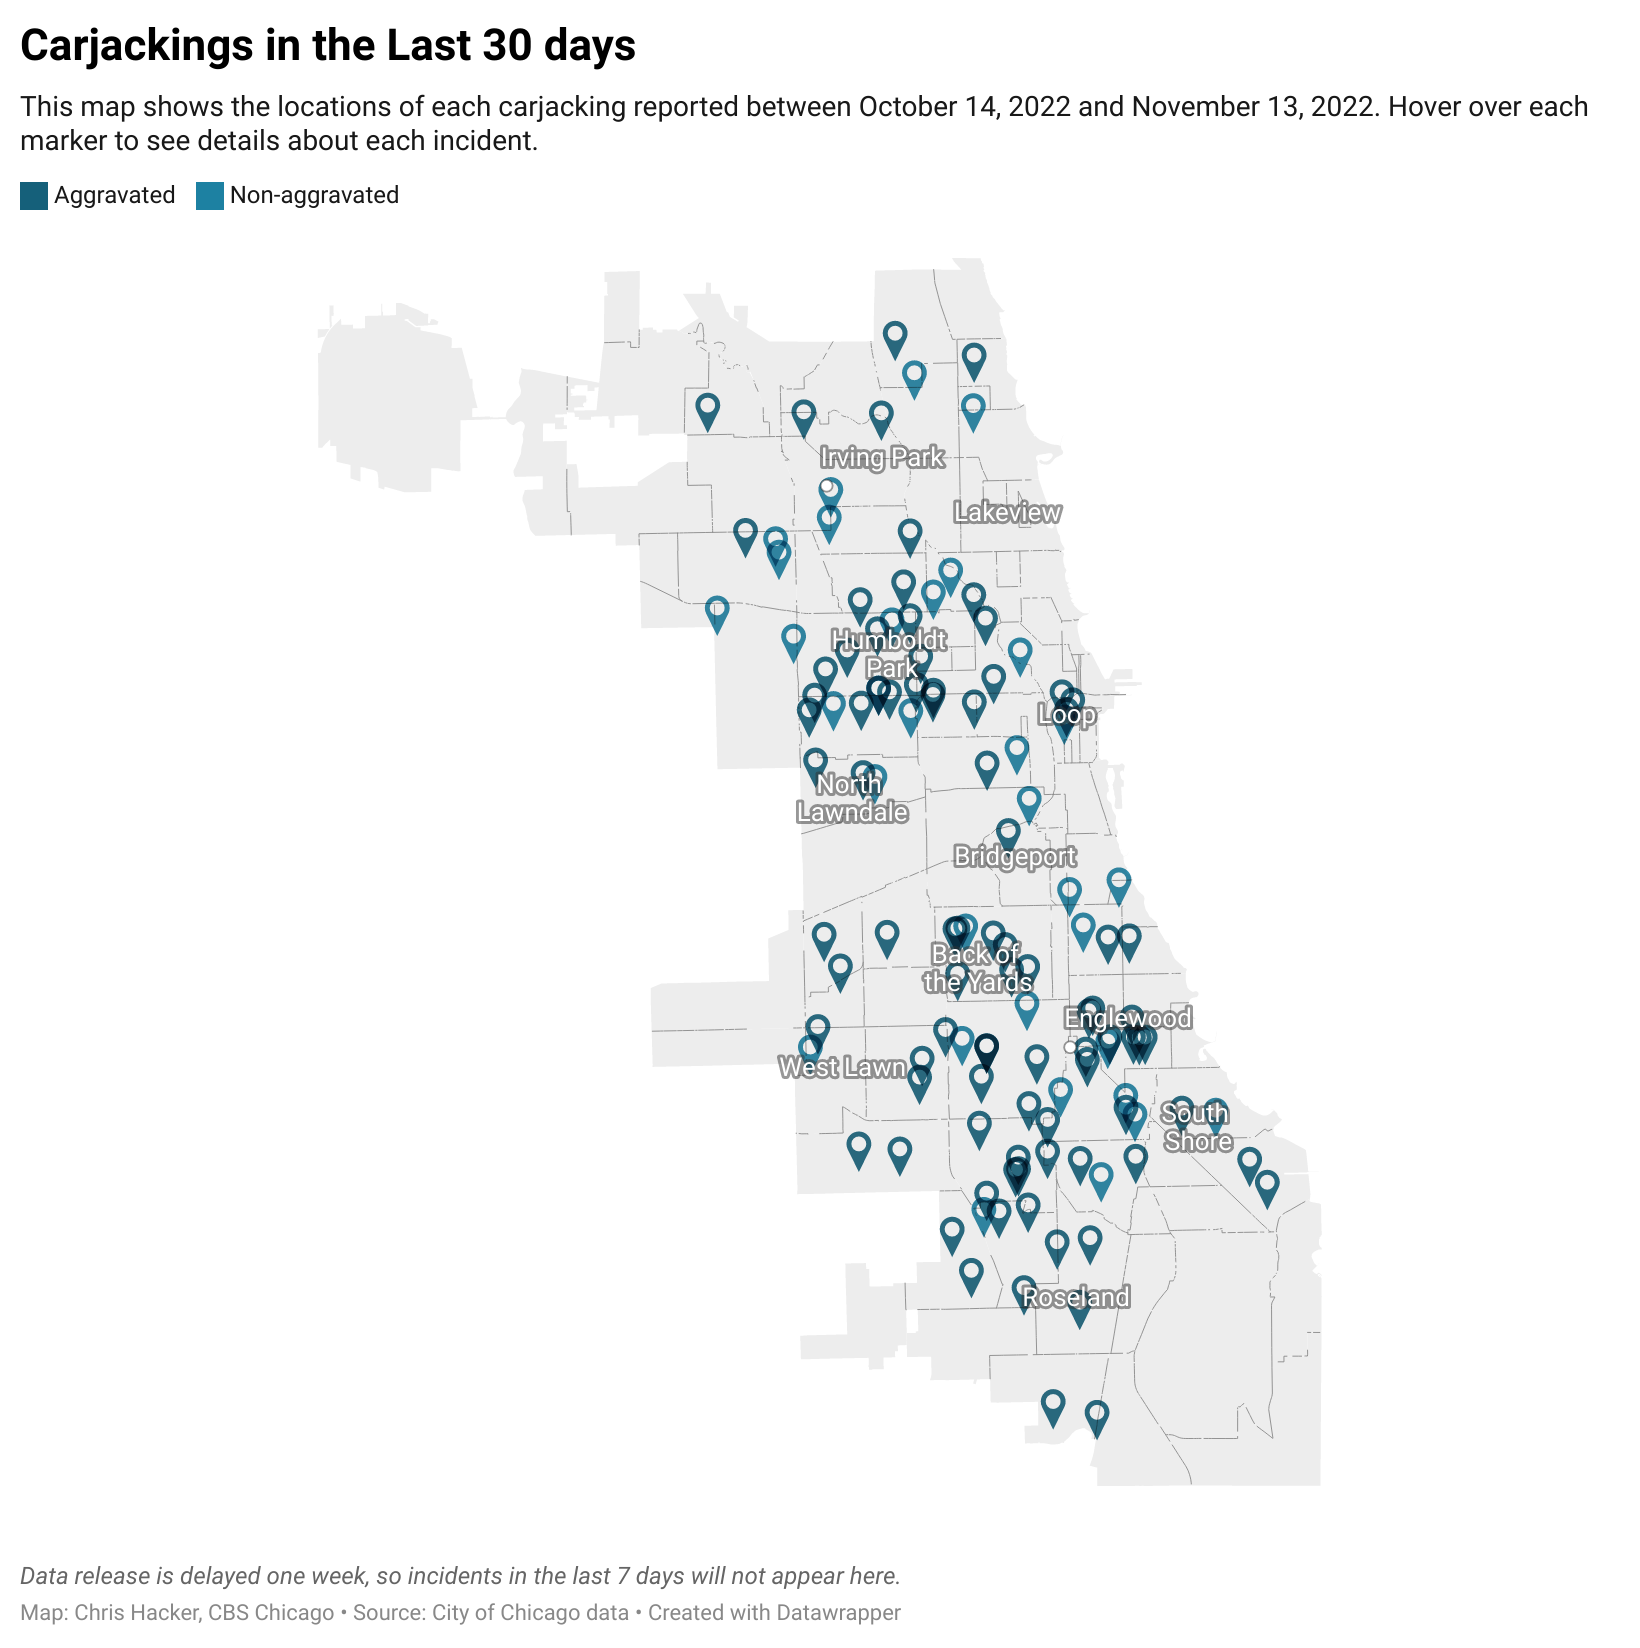 Carjackings in the Last 30 days
This map shows the locations of each carjacking reported between October 14, 2022 and November 13, 2022. Hover over each
marker to see details about each incident.
Aggravated Non-aggravated
Irving Park
Lakeview
Humboldt
Park
Loop
North
Lawndale
Bridgeport
Back of
the Yards
Englewood
West Lawn
South
Shore
Roseland
Data release is delayed one week, so incidents in the last 7 days will not appear here.
Map: Chris Hacker, CBS Chicago • Source: City of Chicago data • Created with Datawrapper